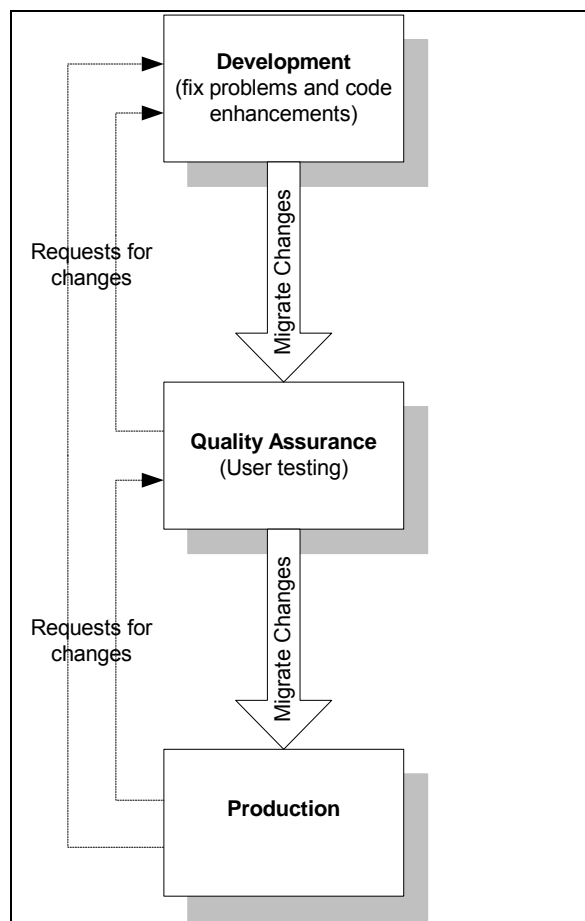 Development
(fix problems and code
enhancements)
Migrate Changes
Requests for
changes
Quality Assurance
(User testing)
Migrate Changes
Requests for
changes
Production